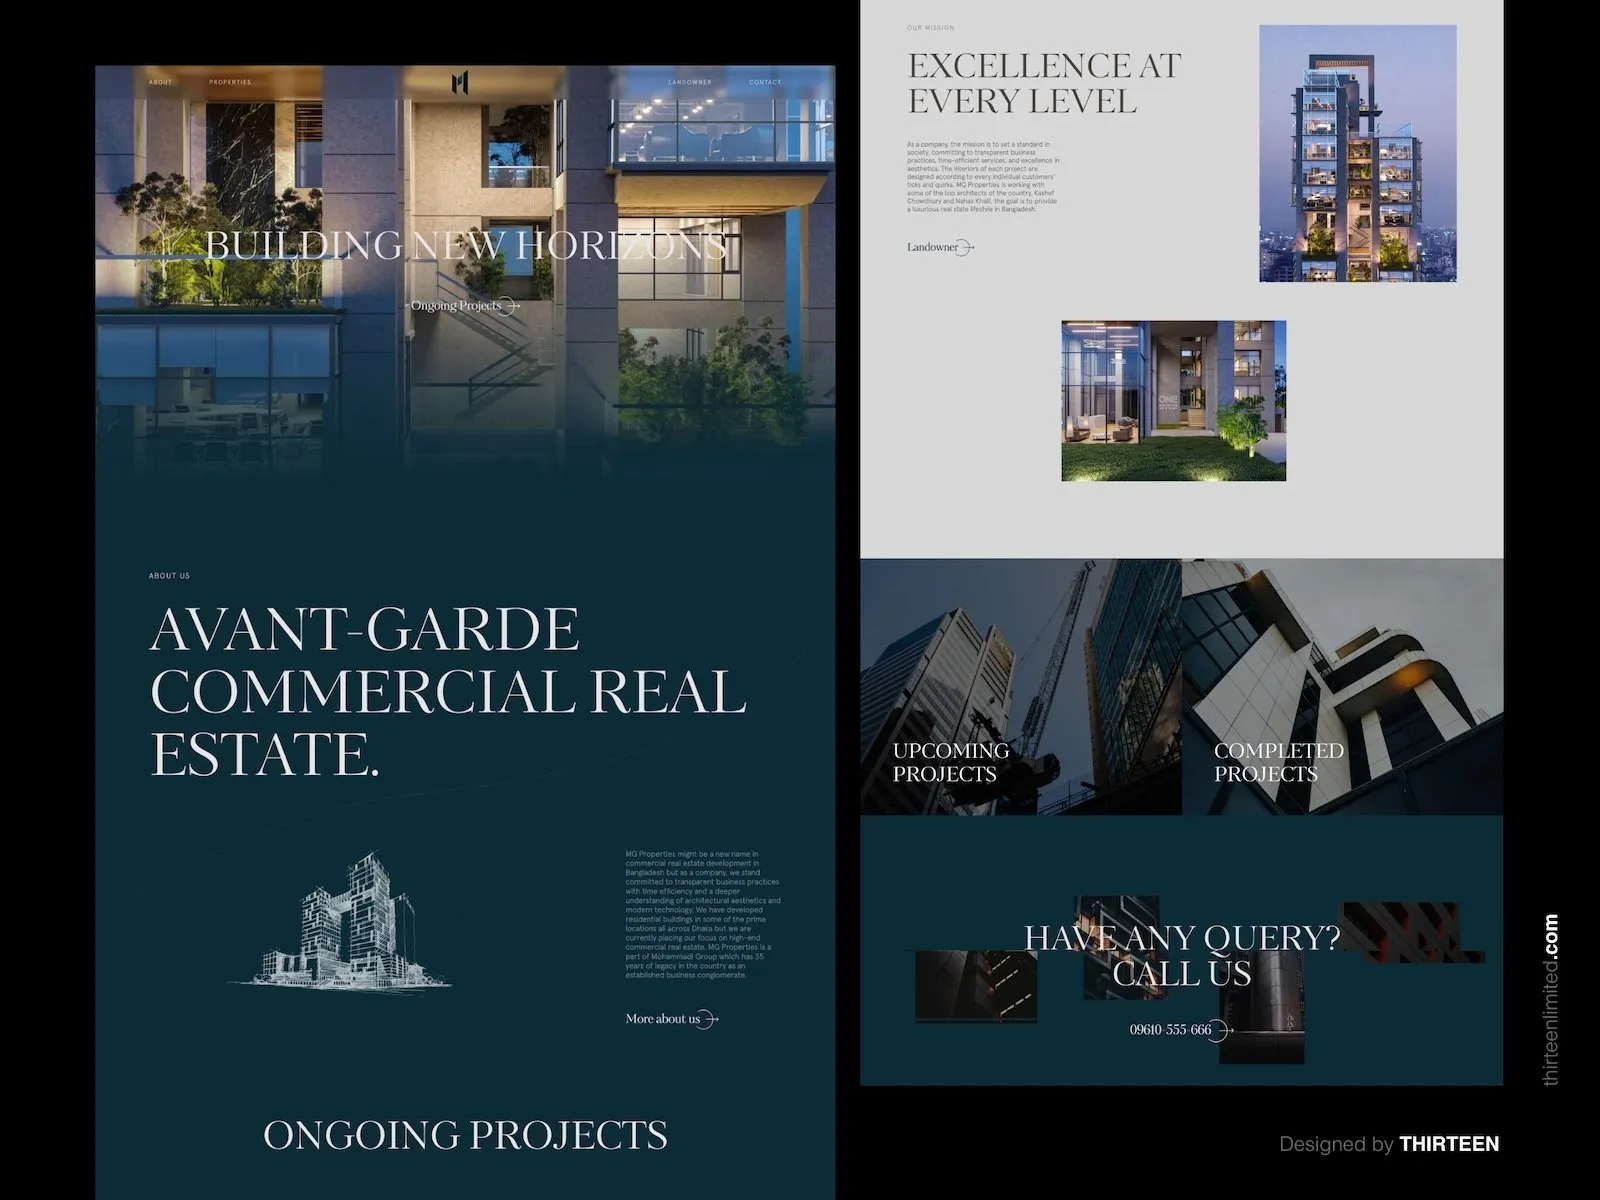 ABOUT
PROPERTIES
LANDOWNER
CONTACT
BUILDING NEW HORIZONS
Ongoing Projects
ABOUT US
AVANT-GARDE
COMMERCIAL REAL
ESTATE.
MG Properties might be a new name in
commercial real estate development in
Bangladesh but as a company, we stand
committed to transparent business practices
with time efficiency and a deeper
understanding of architectural aesthetics and
modern technology. We have developed
residential buildings in some of the prime
locations all across Dhaka but we are
currently placing our focus on high-end
commercial real estate. MG Properties is a
part of Mohammadi Group which has 35
years of legacy in the country as an
established business conglomerate.
More about us
ONGOING PROJECTS
OUR MISSION
EXCELLENCE AT
EVERY LEVEL
As a company, the mission is to set a standard in
society, committing to transparent business
practices, time-efficient services, and excellence in
aesthetics. The interiors of each project are
designed according to every individual customers'
ticks and quirks. MG Properties is working with
some of the top architects of the country, Kashef
Chowdhury and Nahas Khalil, the goal is to provide
a luxurious real state lifestyle in Bangladesh.
Landowner
ONE
UPCOMING
PROJECTS
COMPLETED
PROJECTS
HAVE ANY QUERY?
CALL US
09610-555-666
thirteenlimited.com
Designed by THIRTEEN